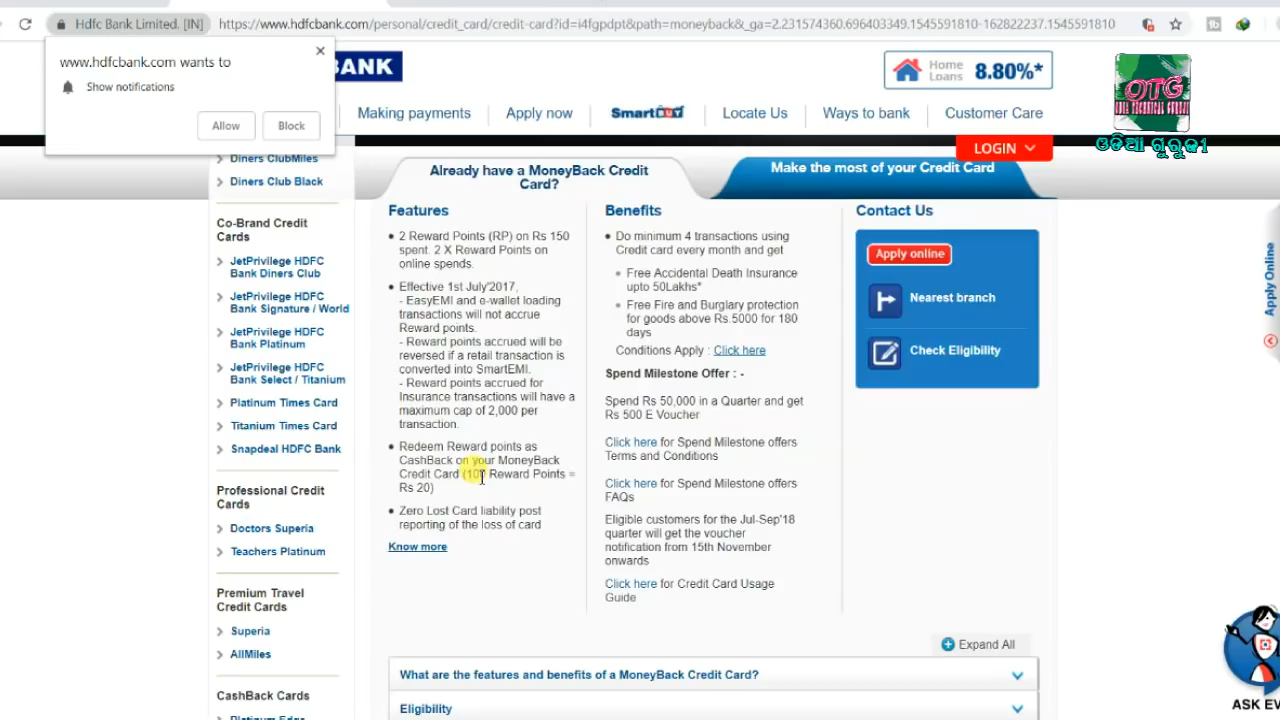 Hdfc Bank Limited. [IN]
https://www.hdfcbank.com/personal/credit_card/credit-card?id=i4fgpdpt&path=moneyback&_ga=2.231574360.696403349.1545591810-162822237.1545591810
www.hdfcbank.com wants to
Show notifications
Allow
Block
BANK
Home
Loans
8.80%*
OTG
ଓଡିଆ ଗୁରୁଜୀ
Making payments
Apply now
SmartBUY
Locate Us
Ways to bank
Customer Care
LOGIN
Diners ClubMiles
Diners Club Black
Co-Brand Credit
Cards
JetPrivilege HDFC
Bank Diners Club
JetPrivilege HDFC
Bank Signature / World
JetPrivilege HDFC
Bank Platinum
JetPrivilege HDFC
Bank Select / Titanium
Platinum Times Card
Titanium Times Card
Snapdeal HDFC Bank
Professional Credit
Cards
Doctors Superia
Teachers Platinum
Premium Travel
Credit Cards
Superia
AllMiles
CashBack Cards
Platinum Edge
Already have a MoneyBack Credit
Card?
Make the most of your Credit Card
Features
2 Reward Points (RP) on Rs 150
spent. 2 X Reward Points on
online spends.
Effective 1st July'2017,
- EasyEMI and e-wallet loading
transactions will not accrue
Reward points.
- Reward points accrued will be
reversed if a retail transaction is
converted into SmartEMI.
- Reward points accrued for
Insurance transactions will have a
maximum cap of 2,000 per
transaction.
Redeem Reward points as
CashBack on your MoneyBack
Credit Card (100 Reward Points =
Rs 20)
Zero Lost Card liability post
reporting of the loss of card
Know more
Benefits
Do minimum 4 transactions using
Credit card every month and get
Free Accidental Death Insurance
upto 50Lakhs*
Free Fire and Burglary protection
for goods above Rs.5000 for 180
days
Conditions Apply : Click here
Spend Milestone Offer : -
Spend Rs 50,000 in a Quarter and get
Rs 500 E Voucher
Click here for Spend Milestone offers
Terms and Conditions
Click here for Spend Milestone offers
FAQs
Eligible customers for the Jul-Sep'18
quarter will get the voucher
notification from 15th November
onwards
Click here for Credit Card Usage
Guide
Contact Us
Apply online
Nearest branch
Check Eligibility
Apply Online
Expand All
What are the features and benefits of a MoneyBack Credit Card?
Eligibility
ASK EV